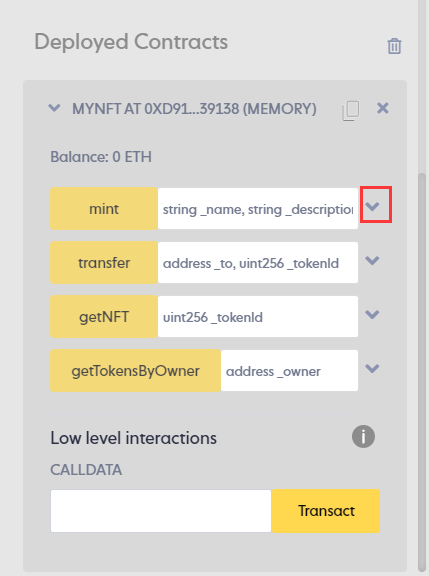 Deployed Contracts
MYNFT AT 0XD91...39138 (MEMORY)
Balance: 0 ETH
mint string _name, string _description
transfer address _to, uint256 _tokenId
getNFT uint256 _tokenId
getTokensByOwner address _owner
Low level interactions
i
CALLDATA
Transact